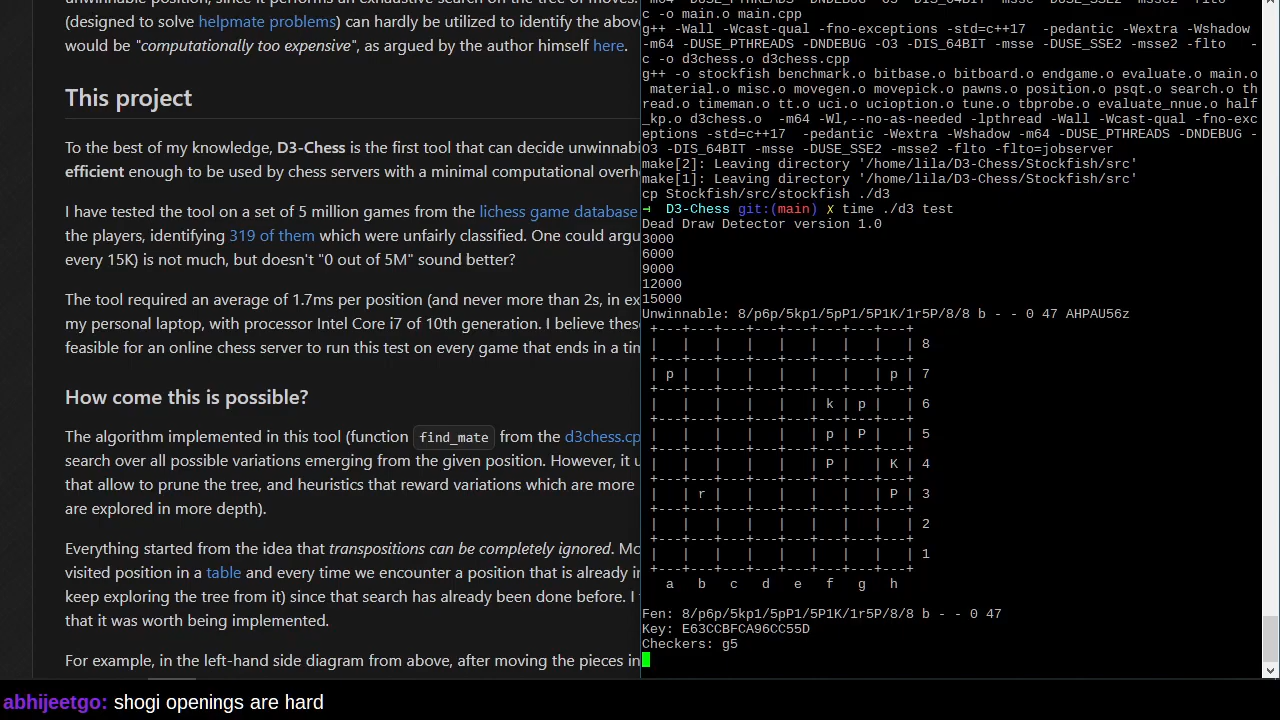 unwinnable position, since it performs an exhaustive search on the tree of moves.
(designed to solve helpmate problems) can hardly be utilized to identify the abov
would be "computationally too expensive", as argued by the author himself here.
This project
To the best of my knowledge, D3-Chess is the first tool that can decide unwinnabi
efficient enough to be used by chess servers with a minimal computational overh
I have tested the tool on a set of 5 million games from the lichess game database
the players, identifying 319 of them which were unfairly classified. One could argu
every 15K) is not much, but doesn't "0 out of 5M" sound better?
The tool required an average of 1.7ms per position (and never more than 2s, in ex
my personal laptop, with processor Intel Core i7 of 10th generation. I believe these
feasible for an online chess server to run this test on every game that ends in a tim
How come this is possible?
The algorithm implemented in this tool (function find_mate from the d3chess.cp
search over all possible variations emerging from the given position. However, it u
that allow to prune the tree, and heuristics that reward variations which are more
are explored in more depth).
Everything started from the idea that transpositions can be completely ignored. Mo
visited position in a table and every time we encounter a position that is already in
keep exploring the tree from it) since that search has already been done before. I t
that it was worth being implemented.
For example, in the left-hand side diagram from above, after moving the pieces in
-m64 -DUSE_PTHREADS -DNDEBUG -O3 -DIS_64BIT -msse -DUSE_SSE2 -msse2 -flto   -
c -o main.o main.cpp
g++ -Wall -Wcast-qual -fno-exceptions -std=c++17  -pedantic -Wextra -Wshadow
-m64 -DUSE_PTHREADS -DNDEBUG -O3 -DIS_64BIT -msse -DUSE_SSE2 -msse2 -flto   -
c -o d3chess.o d3chess.cpp
g++ -o stockfish benchmark.o bitbase.o bitboard.o endgame.o evaluate.o main.o
material.o misc.o movegen.o movepick.o pawns.o position.o psqt.o search.o th
read.o timeman.o tt.o uci.o ucioption.o tune.o tbprobe.o evaluate_nnue.o half
_kp.o d3chess.o  -m64 -Wl,--no-as-needed -lpthread -Wall -Wcast-qual -fno-exc
eptions -std=c++17  -pedantic -Wextra -Wshadow -m64 -DUSE_PTHREADS -DNDEBUG -
O3 -DIS_64BIT -msse -DUSE_SSE2 -msse2 -flto -flto=jobserver
make[2]: Leaving directory '/home/lila/D3-Chess/Stockfish/src'
make[1]: Leaving directory '/home/lila/D3-Chess/Stockfish/src'
cp Stockfish/src/stockfish ./d3
→  D3-Chess git:(main) ✗ time ./d3 test
Dead Draw Detector version 1.0
3000
6000
9000
12000
15000
Unwinnable: 8/p6p/5kp1/5pP1/5P1K/1r5P/8/8 b - - 0 47 AHPAU56z
+---+---+---+---+---+---+---+---+
|   |   |   |   |   |   |   |   | 8
+---+---+---+---+---+---+---+---+
| p |   |   |   |   |   |   | p | 7
+---+---+---+---+---+---+---+---+
|   |   |   |   |   | k | p |   | 6
+---+---+---+---+---+---+---+---+
|   |   |   |   |   | p | P |   | 5
+---+---+---+---+---+---+---+---+
|   |   |   |   |   | P |   | K | 4
+---+---+---+---+---+---+---+---+
|   | r |   |   |   |   |   | P | 3
+---+---+---+---+---+---+---+---+
|   |   |   |   |   |   |   |   | 2
+---+---+---+---+---+---+---+---+
|   |   |   |   |   |   |   |   | 1
+---+---+---+---+---+---+---+---+
a   b   c   d   e   f   g   h
Fen: 8/p6p/5kp1/5pP1/5P1K/1r5P/8/8 b - - 0 47
Key: E63CCBFCA96CC55D
Checkers: g5
abhijeetgo: shogi openings are hard